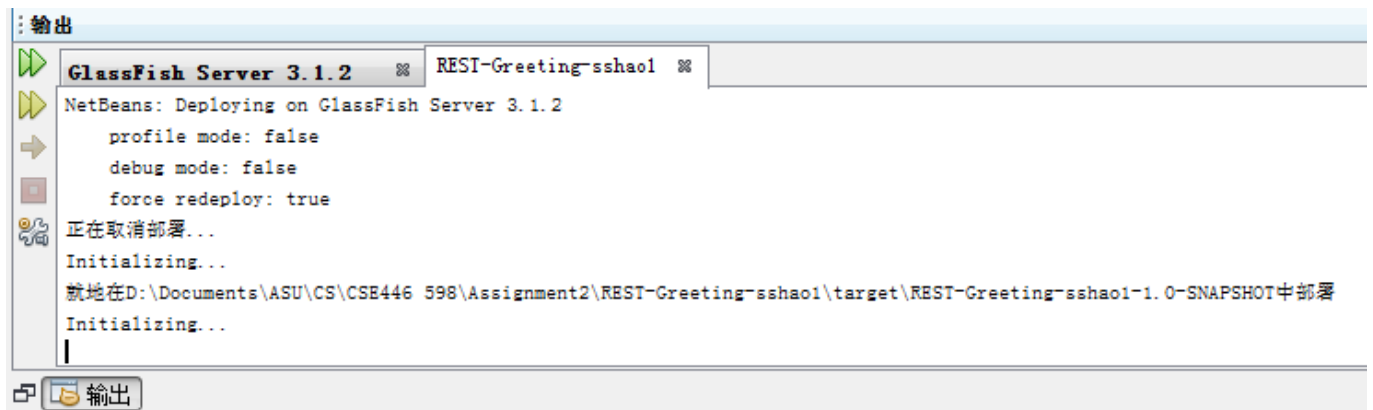 输出
GlassFish Server 3.1.2
REST-Greeting-sshao1
NetBeans: Deploying on GlassFish Server 3.1.2
profile mode: false
debug mode: false
force redeploy: true
正在取消部署...
Initializing...
就地在D:\Documents\ASU\CS\CSE446 598\Assignment2\REST-Greeting-sshao1\target\REST-Greeting-sshao1-1.0-SNAPSHOT中部署
Initializing...
输出